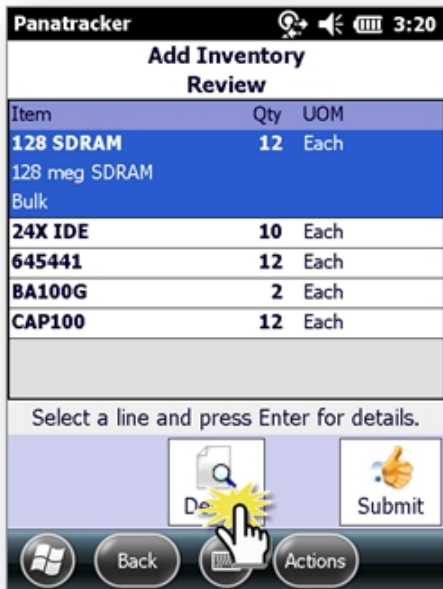 Panatracker 3:20
Add Inventory
Review
Item Qty UOM
128 SDRAM 12 Each
128 meg SDRAM
Bulk
24X IDE 10 Each
645441 12 Each
BA100G 2 Each
CAP100 12 Each
Select a line and press Enter for details.
Submit
Back Actions